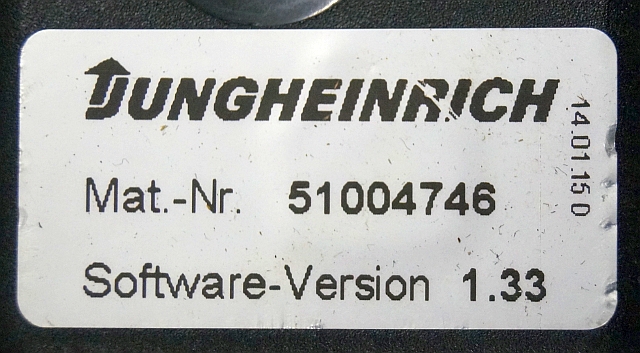 JUNGHEINRICH
Mat.-Nr. 51004746
Software-Version 1.33
14.01.15 0